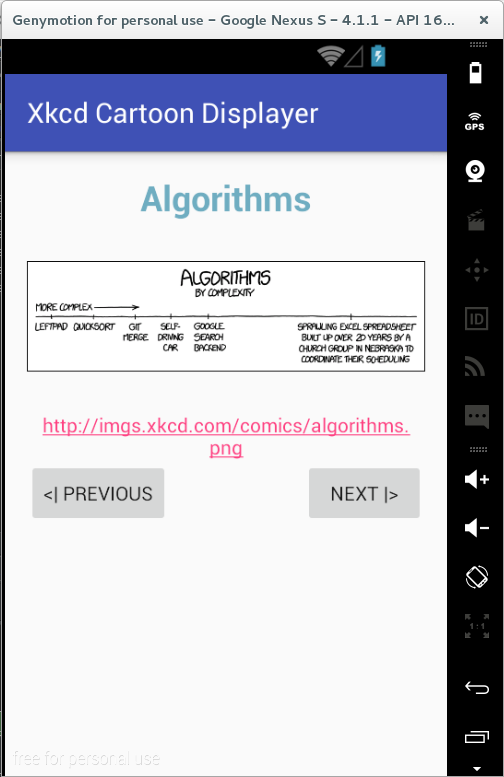 Genymotion for personal use – Google Nexus S – 4.1.1 – API 16...
Xkcd Cartoon Displayer
Algorithms
ALGORITHMS
BY COMPLEXITY
MORE COMPLEX
LEFTPAD QUICKSORT GIT MERGE SELF-DRIVING CAR GOOGLE SEARCH BACKEND SPRAWLING EXCEL SPREADSHEET BUILT UP OVER 20 YEARS BY A CHURCH GROUP IN NEBRASKA TO COORDINATE THEIR SCHEDULING
http://imgs.xkcd.com/comics/algorithms.
png
<| PREVIOUS NEXT |>
GPS
ID
1:1
free for personal use